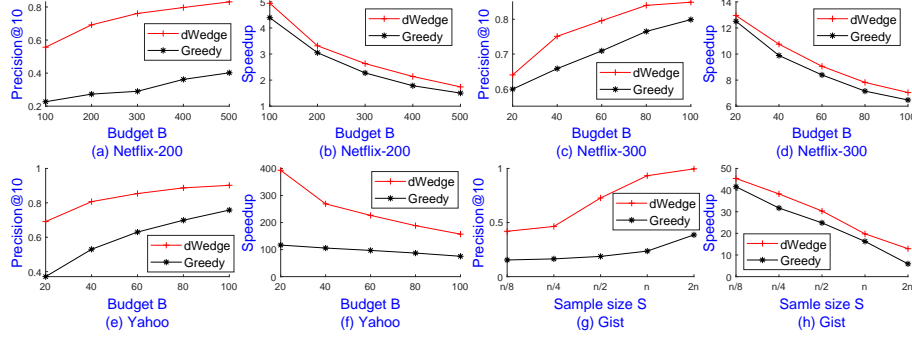 Precision@10
0.8
0.6
0.4
0.2
100 200 300 400 500
dWedge
Greedy
Budget B
(a) Netflix-200
Speedup
5
4
3
2
1
100 200 300 400 500
dWedge
Greedy
Budget B
(b) Netflix-200
Precision@10
0.8
0.7
0.6
20 40 60 80 100
dWedge
Greedy
Bugdet B
(c) Netflix-300
Speedup
14
12
10
8
6
20 40 60 80 100
dWedge
Greedy
Budget B
(d) Netflix-300
Precision@10
1
0.8
0.6
0.4
20 40 60 80 100
dWedge
Greedy
Budget B
(e) Yahoo
Speedup
400
300
200
100
0
20 40 60 80 100
dWedge
Greedy
Budget B
(f) Yahoo
Precision@10
1
0.5
0
n/8 n/4 n/2 n 2n
dWedge
Greedy
Sample size S
(g) Gist
Speedup
50
40
30
20
10
0
n/8 n/4 n/2 n 2n
dWedge
Greedy
Samle size S
(h) Gist